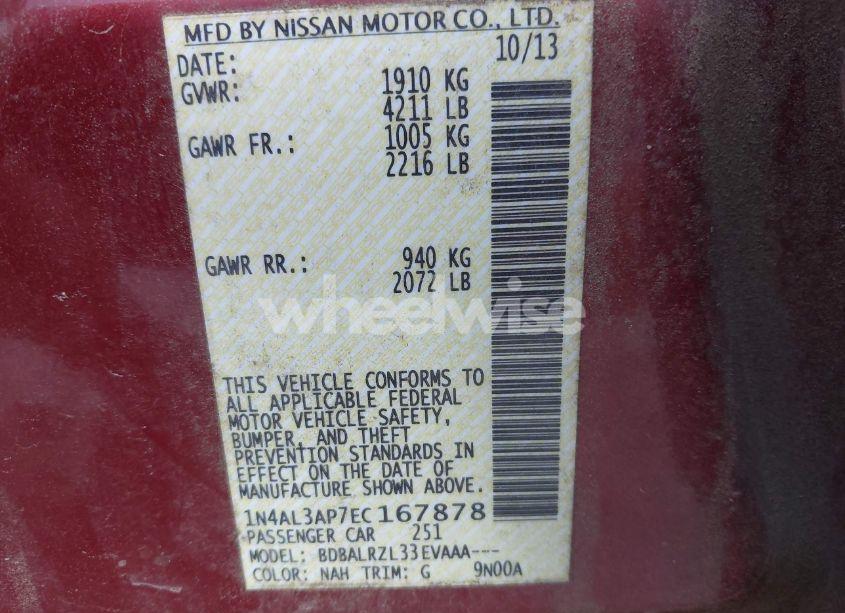 MFD BY NISSAN MOTOR CO., LTD.
DATE: 10/13
GVWR: 1910 KG
4211 LB
GAWR FR.: 1005 KG
2216 LB
GAWR RR.: 940 KG
2072 LB
wheelwise
THIS VEHICLE CONFORMS TO
ALL APPLICABLE FEDERAL
MOTOR VEHICLE SAFETY,
BUMPER, AND THEFT
PREVENTION STANDARDS IN
EFFECT ON THE DATE OF
MANUFACTURE SHOWN ABOVE.
1N4AL3AP7EC167878
PASSENGER CAR 251
MODEL: BDBALRZL33EVAAA---
COLOR: NAH TRIM: G 9N00A